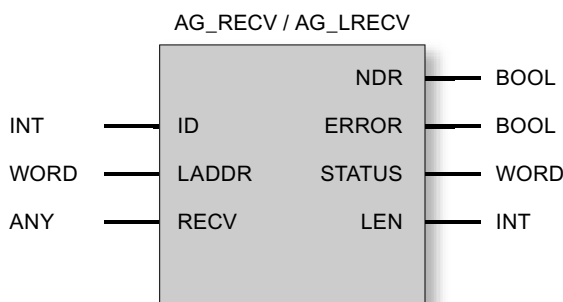 AG_RECV / AG_LRECV
NDR BOOL
INT ID ERROR BOOL
WORD LADDR STATUS WORD
ANY RECV LEN INT